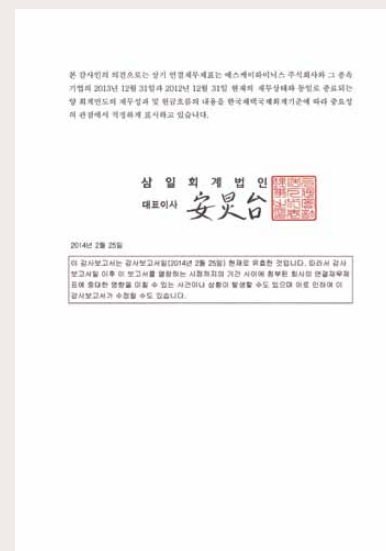 본 감사인의 의견으로는 상기 연결재무제표는 에스케이하이닉스 주식회사와 그 종속
기업의 2013년 12월 31일과 2012년 12월 31일 현재의 재무상태와 동일로 종료되는
양 회계연도의 재무성과 및 현금흐름의 내용을 한국채택국제회계기준에 따라 중요성
의 관점에서 적정하게 표시하고 있습니다.
삼 일 회 계 법 인
대표이사 安炅台
2014년 2월 25일
이 감사보고서는 감사보고서일(2014년 2월 25일) 현재로 유효한 것입니다. 따라서 감사
보고서일 이후 이 보고서를 열람하는 시점까지의 기간 사이에 첨부된 회사의 연결재무제
표에 중대한 영향을 미칠 수 있는 사건이나 상황이 발생할 수도 있으며 이로 인하여 이
감사보고서가 수정될 수도 있습니다.